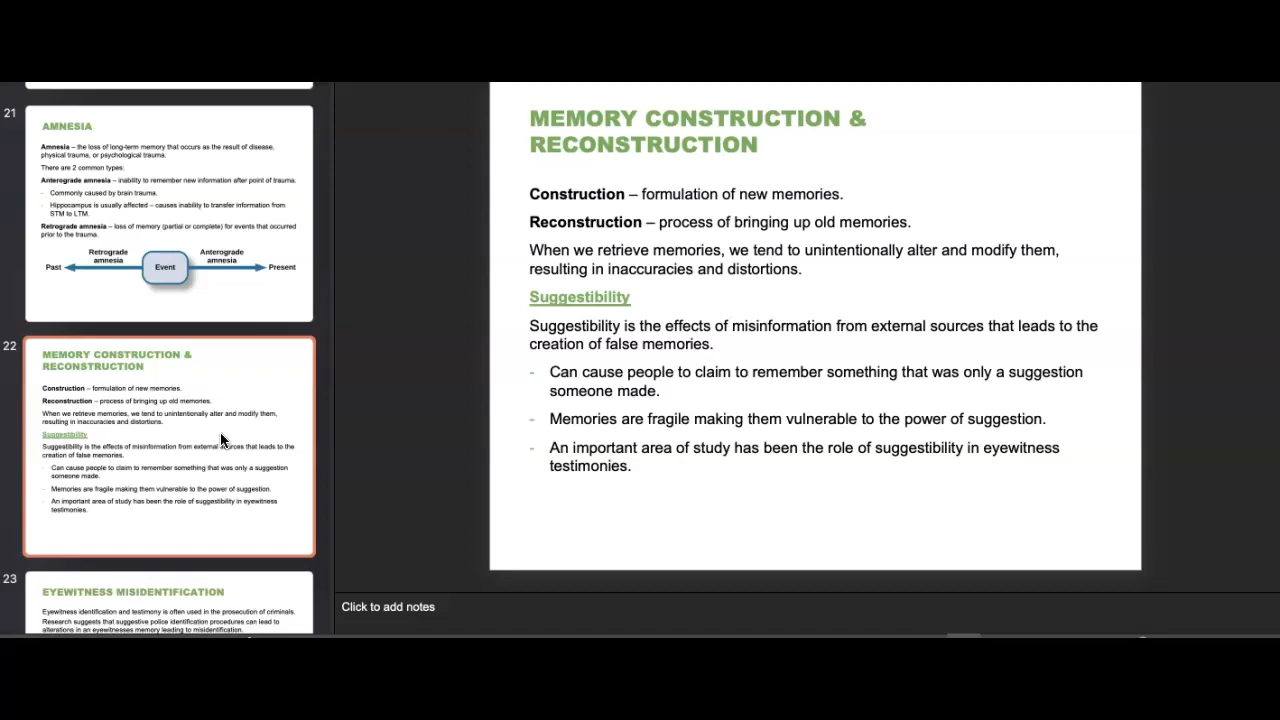 21
AMNESIA
Amnesia – the loss of long-term memory that occurs as the result of disease,
physical trauma, or psychological trauma.
There are 2 common types:
Anterograde amnesia – inability to remember new information after point of trauma.
- Commonly caused by brain trauma.
- Hippocampus is usually affected – causes inability to transfer information from
STM to LTM.
Retrograde amnesia – loss of memory (partial or complete) for events that occurred
prior to the trauma.
Retrograde
amnesia
Anterograde
amnesia
Past
Event
Present
22
MEMORY CONSTRUCTION &
RECONSTRUCTION
Construction – formulation of new memories.
Reconstruction – process of bringing up old memories.
When we retrieve memories, we tend to unintentionally alter and modify them,
resulting in inaccuracies and distortions.
Suggestibility
Suggestibility is the effects of misinformation from external sources that leads to the
creation of false memories.
Can cause people to claim to remember something that was only a suggestion
someone made.
Memories are fragile making them vulnerable to the power of suggestion.
An important area of study has been the role of suggestibility in eyewitness
testimonies.
23
EYEWITNESS MISIDENTIFICATION
Eyewitness identification and testimony is often used in the prosecution of criminals.
Research suggests that suggestive police identification procedures can lead to
alterations in an eyewitnesses memory leading to misidentification.
MEMORY CONSTRUCTION &
RECONSTRUCTION
Construction – formulation of new memories.
Reconstruction – process of bringing up old memories.
When we retrieve memories, we tend to unintentionally alter and modify them,
resulting in inaccuracies and distortions.
Suggestibility
Suggestibility is the effects of misinformation from external sources that leads to the
creation of false memories.
- Can cause people to claim to remember something that was only a suggestion
someone made.
- Memories are fragile making them vulnerable to the power of suggestion.
- An important area of study has been the role of suggestibility in eyewitness
testimonies.
Click to add notes